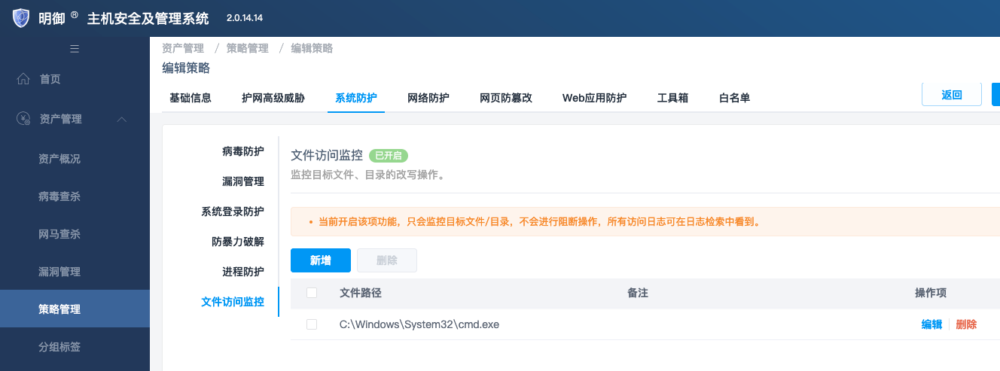 明御® 主机安全及管理系统 2.0.14.14
首页
资产管理
资产概况
病毒查杀
网马查杀
漏洞管理
策略管理
分组标签
资产管理 / 策略管理 / 编辑策略
编辑策略
基础信息 护网高级威胁 系统防护 网络防护 网页防篡改 Web应用防护 工具箱 白名单 返回
病毒防护
漏洞管理
系统登录防护
防暴力破解
进程防护
文件访问监控
文件访问监控 已开启
监控目标文件、目录的改写操作。
• 当前开启该项功能，只会监控目标文件/目录，不会进行阻断操作，所有访问日志可在日志检索中看到。
新增 删除
文件路径 备注 操作项
C:\Windows\System32\cmd.exe 编辑 删除